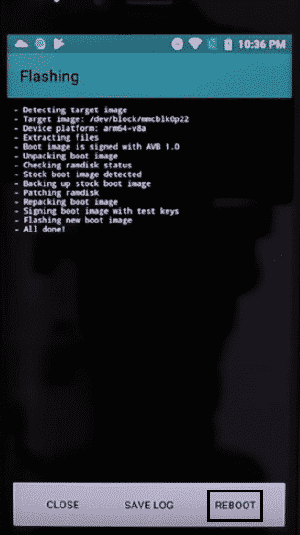 10:36 PM
Flashing
- Detecting target image
- Target image: /dev/block/mmcblk0p22
- Device platform: arm64-v8a
- Extracting files
- Boot image is signed with AVB 1.0
- Unpacking boot image
- Checking ramdisk status
- Stock boot image detected
- Backing up stock boot image
- Patching ramdisk
- Repacking boot image
- Signing boot image with test keys
- Flashing new boot image
- All done!
CLOSE SAVE LOG REBOOT